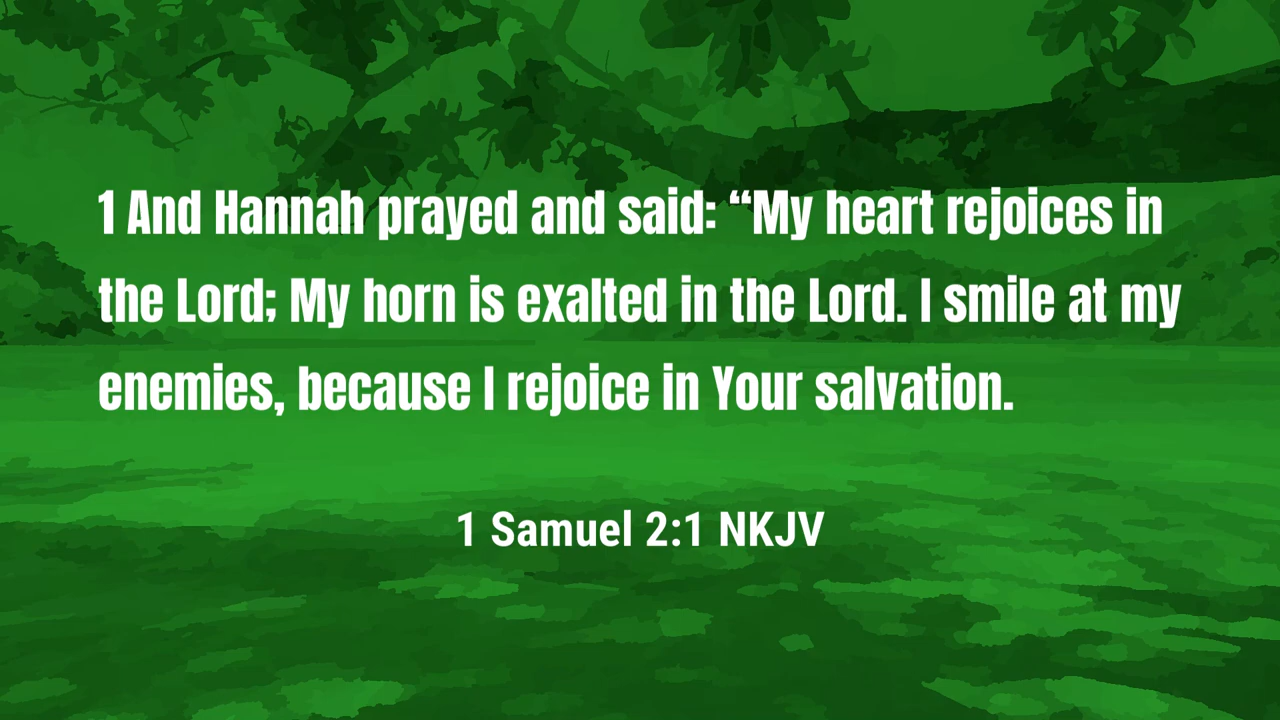 1 And Hannah prayed and said: “My heart rejoices in
the Lord; My horn is exalted in the Lord. I smile at my
enemies, because I rejoice in Your salvation.
1 Samuel 2:1 NKJV